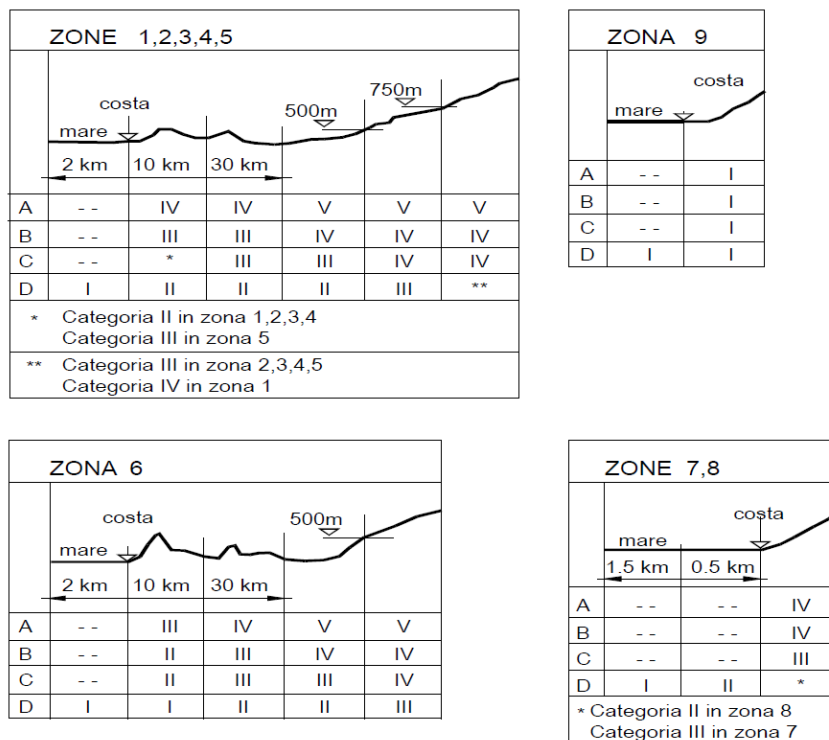 ZONE 1,2,3,4,5
costa
mare
500m
750m
2 km 10 km 30 km
A -- IV IV V V V
B -- III III IV IV IV
C -- * III III IV IV
D I II II II III **
* Categoria II in zona 1,2,3,4
Categoria III in zona 5
** Categoria III in zona 2,3,4,5
Categoria IV in zona 1
ZONA 9
costa
mare
A -- I
B -- I
C -- I
D I I
ZONA 6
costa
mare
500m
2 km 10 km 30 km
A -- III IV V V
B -- II III IV IV
C -- II III III IV
D I I II II III
ZONE 7,8
costa
mare
1.5 km 0.5 km
A -- -- IV
B -- -- IV
C -- -- III
D I II *
* Categoria II in zona 8
Categoria III in zona 7